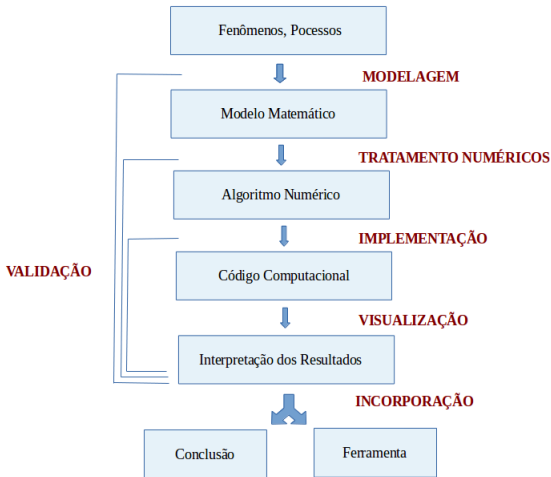 Fenômenos, Pocessos
MODELAGEM
Modelo Matemático
TRATAMENTO NUMÉRICOS
Algoritmo Numérico
IMPLEMENTAÇÃO
VALIDAÇÃO
Código Computacional
VISUALIZAÇÃO
Interpretação dos Resultados
INCORPORAÇÃO
Conclusão
Ferramenta